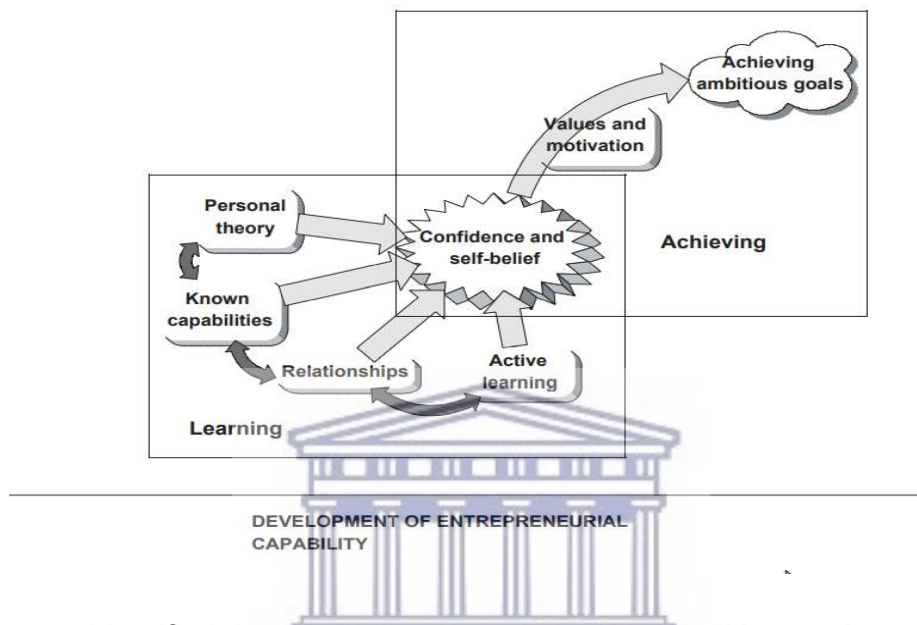 Achieving
ambitious goals
Values and
motivation
Personal
theory
Confidence and
self-belief
Achieving
Known
capabilities
Relationships
Active
learning
Learning
DEVELOPMENT OF ENTREPRENEURIAL
CAPABILITY